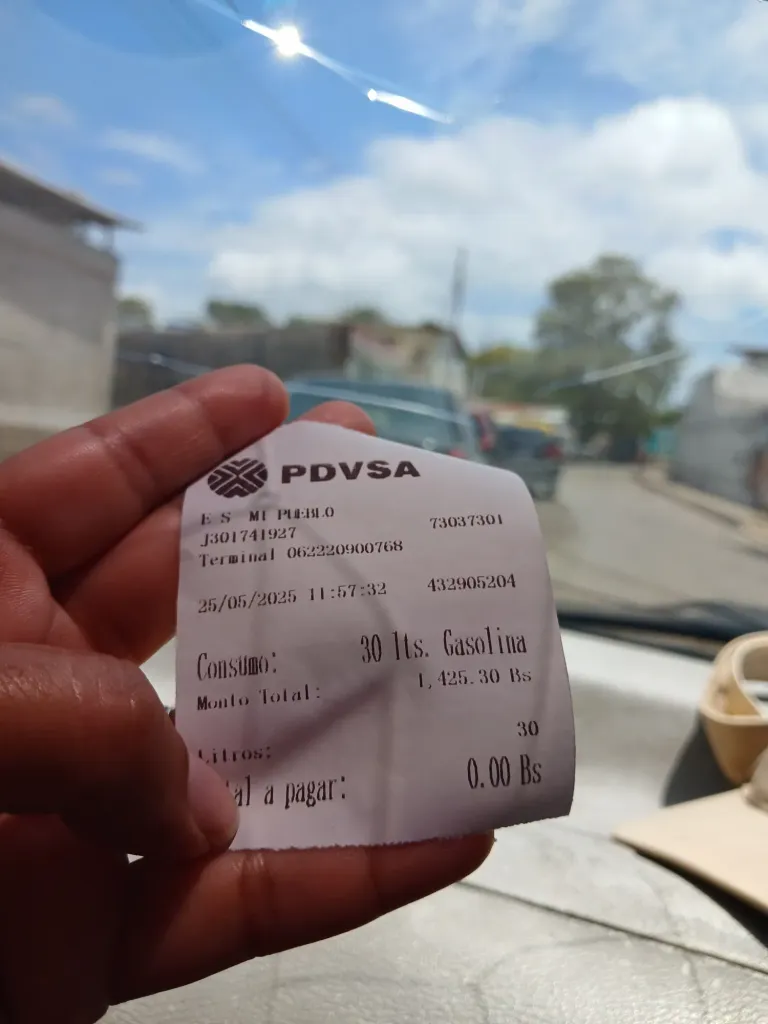 PDVSA
E S MI PUEBLO
J301741927 73037301
Terminal 062220900768
25/05/2025 11:57:32 432905204
Consumo: 30 lts. Gasolina
Monto Total: 1,425.30 Bs
Litros: 30
al a pagar: 0.00 Bs